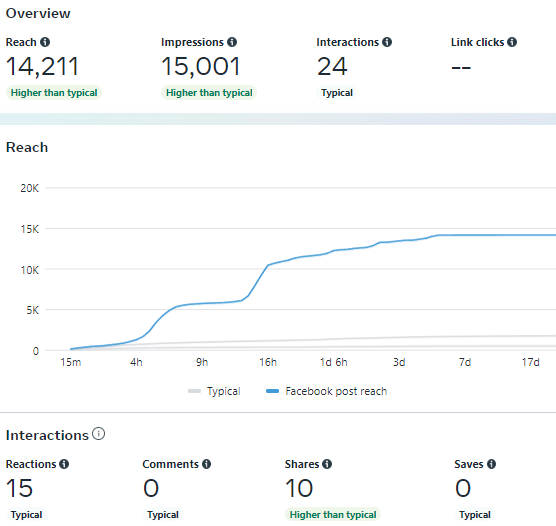 Overview
Reach Impressions Interactions Link clicks
14,211 15,001 24 --
Higher than typical Higher than typical Typical
Reach
20K
15K
10K
5K
0
15m 4h 9h 16h 1d 6h 3d 7d 17d
Typical Facebook post reach
Interactions
Reactions Comments Shares Saves
15 0 10 0
Typical Typical Higher than typical Typical